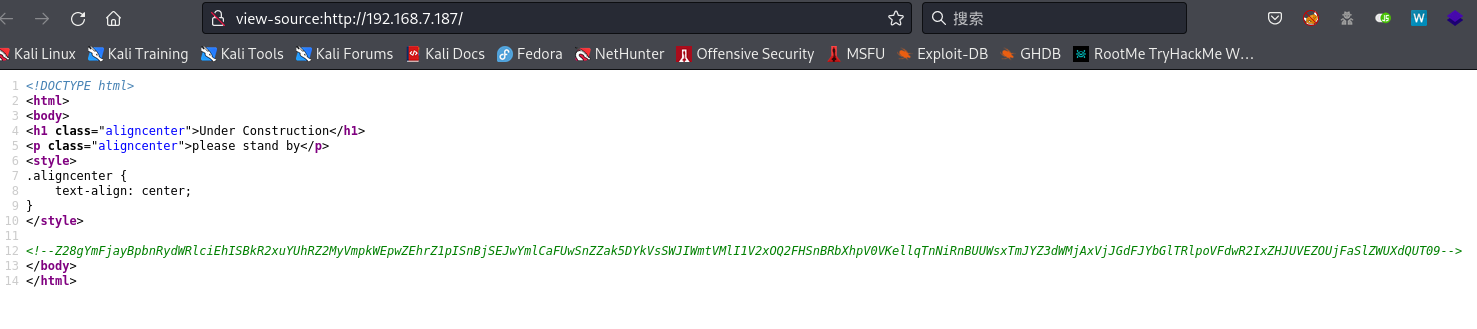 view-source:http://192.168.7.187/
搜索
Kali Linux
Kali Training
Kali Tools
Kali Forums
Kali Docs
Fedora
NetHunter
Offensive Security
MSFU
Exploit-DB
GHDB
RootMe TryHackMe W…
1 <!DOCTYPE html>
2 <html>
3 <body>
4 <h1 class="aligncenter">Under Construction</h1>
5 <p class="aligncenter">please stand by</p>
6 <style>
7 .aligncenter {
8 text-align: center;
9 }
10 </style>
11
12 <!--Z28gYmFjayBpbnRydWRlciEhISBkR2xuYUhRZ2MyVmpkWEpwZEhrZ1pISnBjSEJwYmlCaFUwSnZZak5DYkVsSWJIWmtVMlI1V2xOQ2FHSnBRbXhpV0VKellqTnNiRnBUUWsxTmJYZ3dWMjAxVjJGdFJYbGlTRlpoVFdwR2IxZHJUVEZOUjFaSlZWUXdQUT09-->
13 </body>
14 </html>